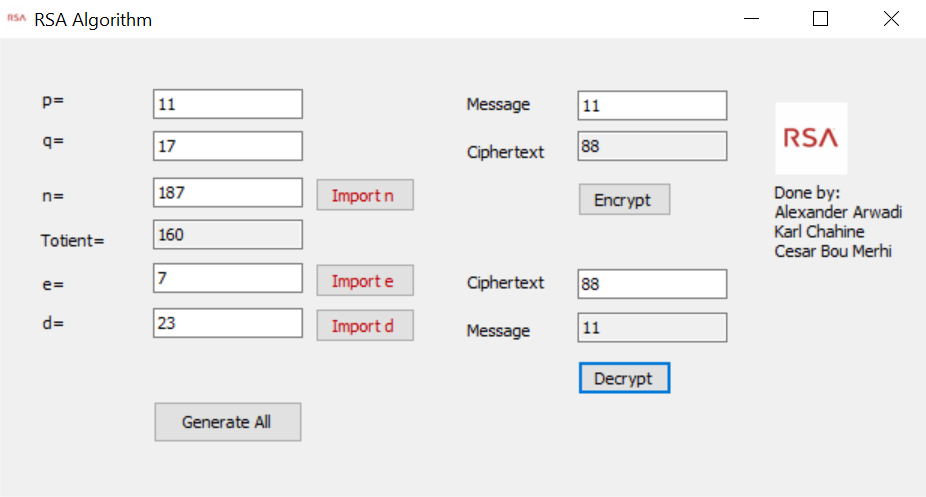 RSA RSA Algorithm
p= 11
q= 17
n= 187 Import n
Totient= 160
e= 7 Import e
d= 23 Import d
Generate All
Message 11
Ciphertext 88
Encrypt
Ciphertext 88
Message 11
Decrypt
RSA
Done by:
Alexander Arwadi
Karl Chahine
Cesar Bou Merhi